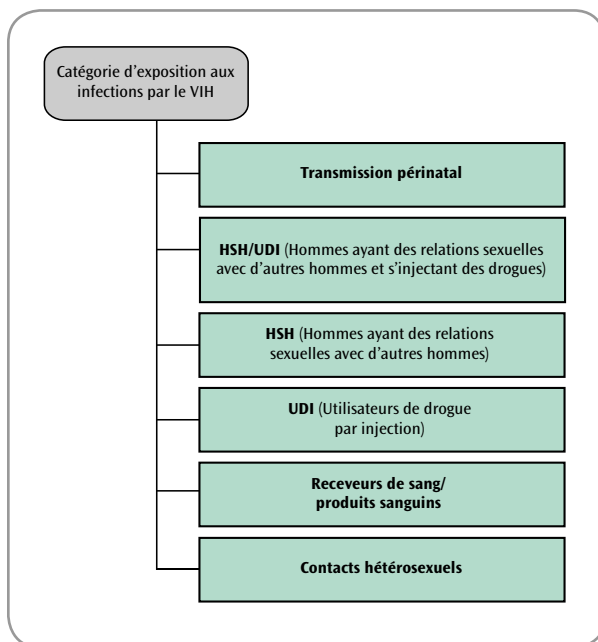 Catégorie d'exposition aux
infections par le VIH
Transmission périnatal
HSH/UDI (Hommes ayant des relations sexuelles
avec d'autres hommes et s'injectant des drogues)
HSH (Hommes ayant des relations
sexuelles avec d'autres hommes)
UDI (Utilisateurs de drogue
par injection)
Receveurs de sang/
produits sanguins
Contacts hétérosexuels